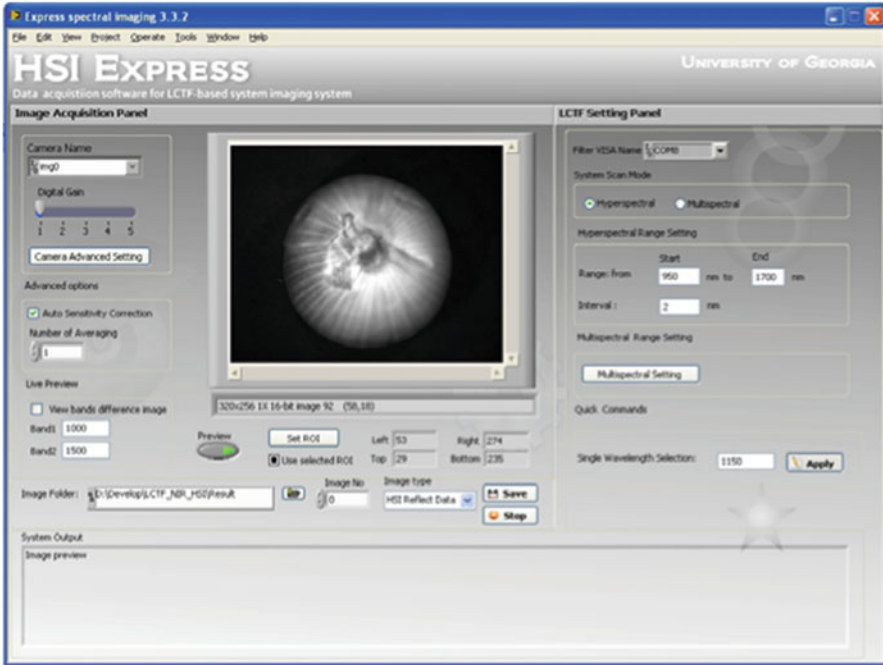 Express spectral imaging 3.3.2
File Edit View Project Operate Tools Window Help
HSI EXPRESS
UNIVERSITY OF GEORGIA
Data acquistiion software for LCTF-based system imaging system
Image Acquisition Panel
LCTF Setting Panel
Camera Name
img0
Digital Gain
1 2 3 4 5
Camera Advanced Setting
Advanced options
Auto Sensitivity Correction
Number of Averaging
1
Live Preview
View bands difference image
Band1 1000
Band2 1500
320x256 1X 16-bit image 92 (58,18)
Preview
Set ROI
Use selected ROI
Left 53
Right 274
Top 29
Bottom 235
Image Folder: D:\Develop\LCTF_NIR_HSI\Result
Image No
0
Image type
HSI Reflect Data
Save
Stop
Filter VISA Name COM8
System Scan Mode
Hyperspectral Multispectral
Hyperspectral Range Setting
Start End
Range: from 950 nm to 1700 nm
Interval : 2 nm
Multispectral Range Setting
Multispectral Setting
Quick Commands
Single Wavelength Selection: 1150 Apply
System Output
Image preview